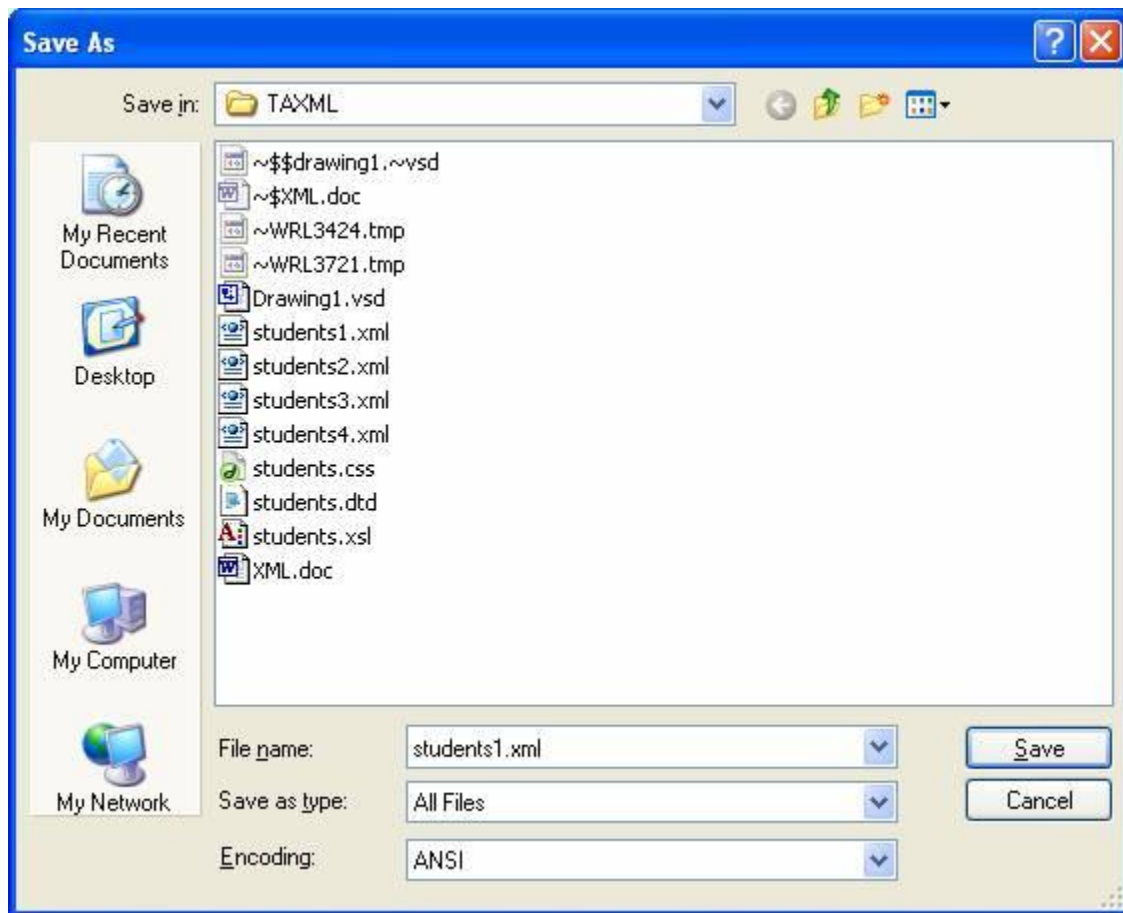 Save As
Save in: TAXML
~$$drawing1.~vsd
~$XML.doc
~WRL3424.tmp
~WRL3721.tmp
Drawing1.vsd
students1.xml
students2.xml
students3.xml
students4.xml
students.css
students.dtd
students.xsl
XML.doc
My Recent
Documents
Desktop
My Documents
My Computer
My Network
File name: students1.xml Save
Save as type: All Files Cancel
Encoding: ANSI